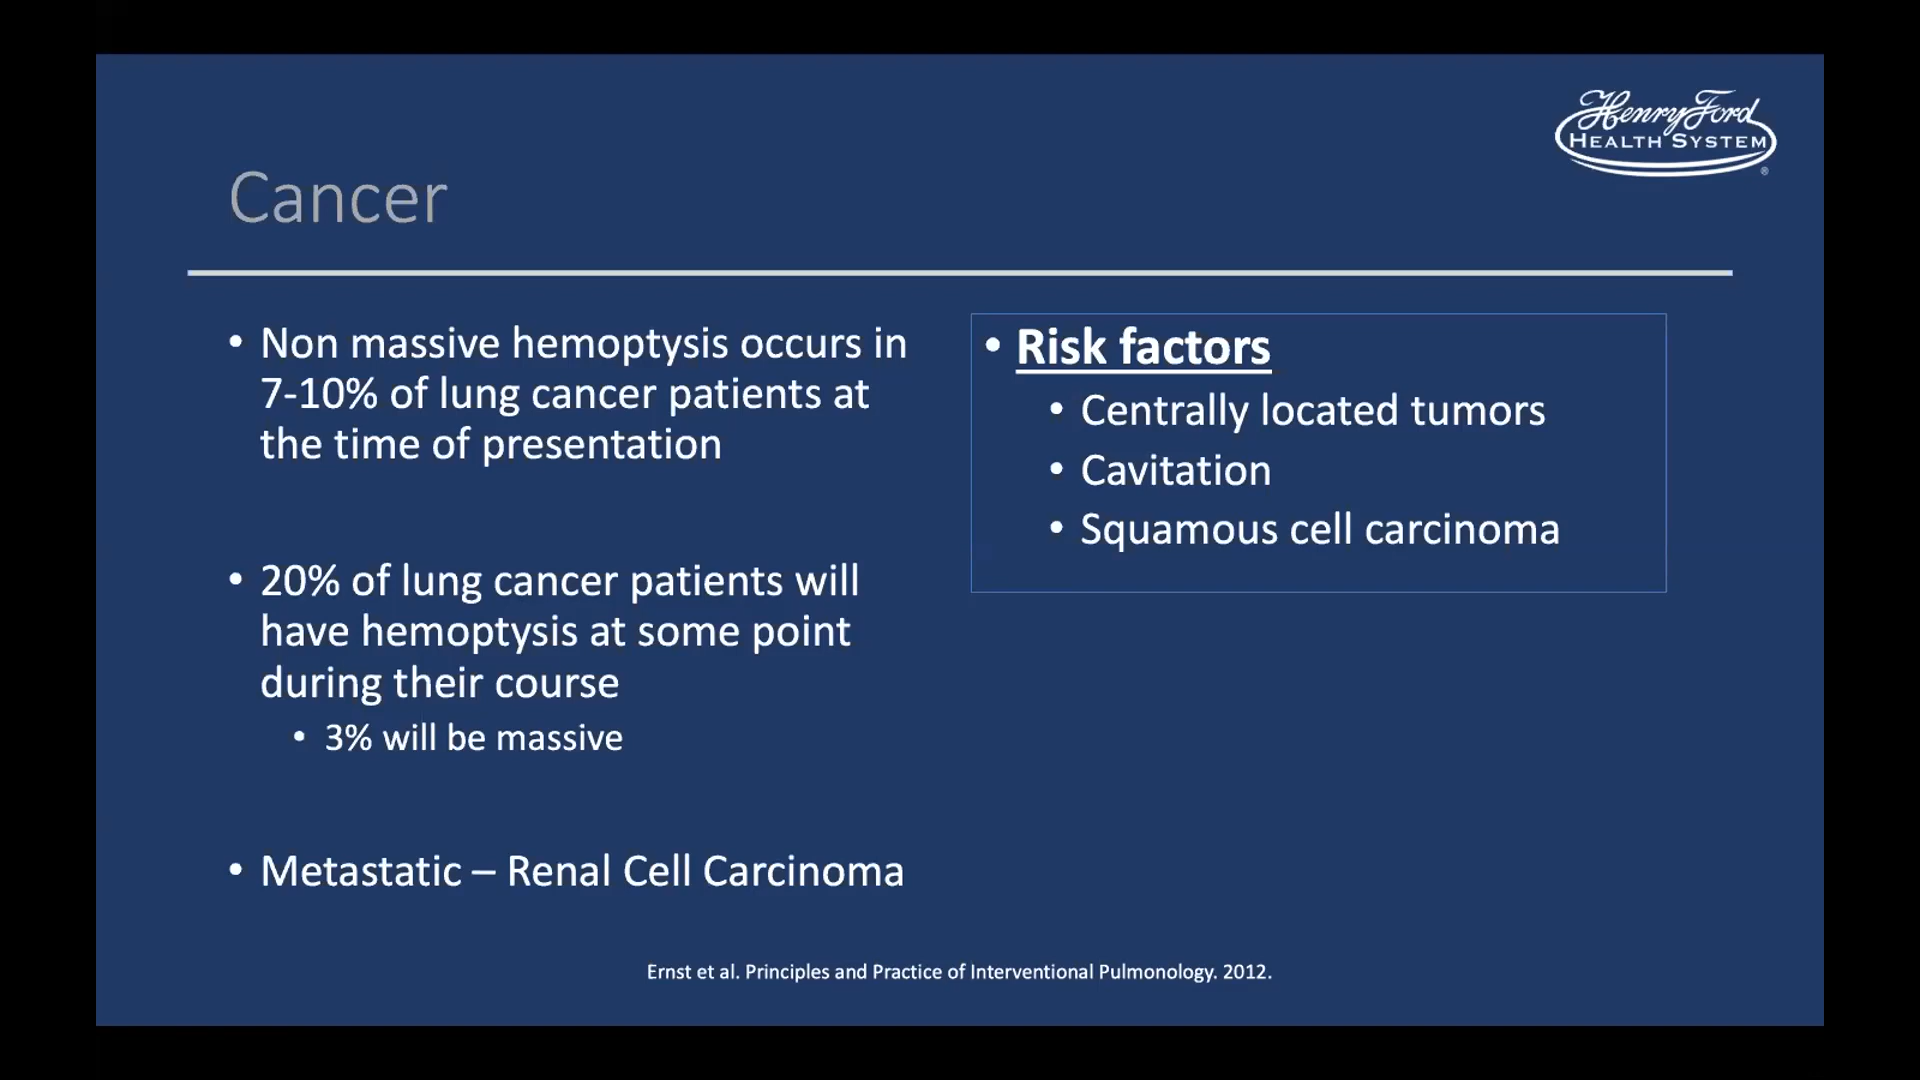 Henry Ford
HEALTH SYSTEM
®
Cancer
• Non massive hemoptysis occurs in
7-10% of lung cancer patients at
the time of presentation
• 20% of lung cancer patients will
have hemoptysis at some point
during their course
• 3% will be massive
• Metastatic – Renal Cell Carcinoma
• Risk factors
• Centrally located tumors
• Cavitation
• Squamous cell carcinoma
Ernst et al. Principles and Practice of Interventional Pulmonology. 2012.